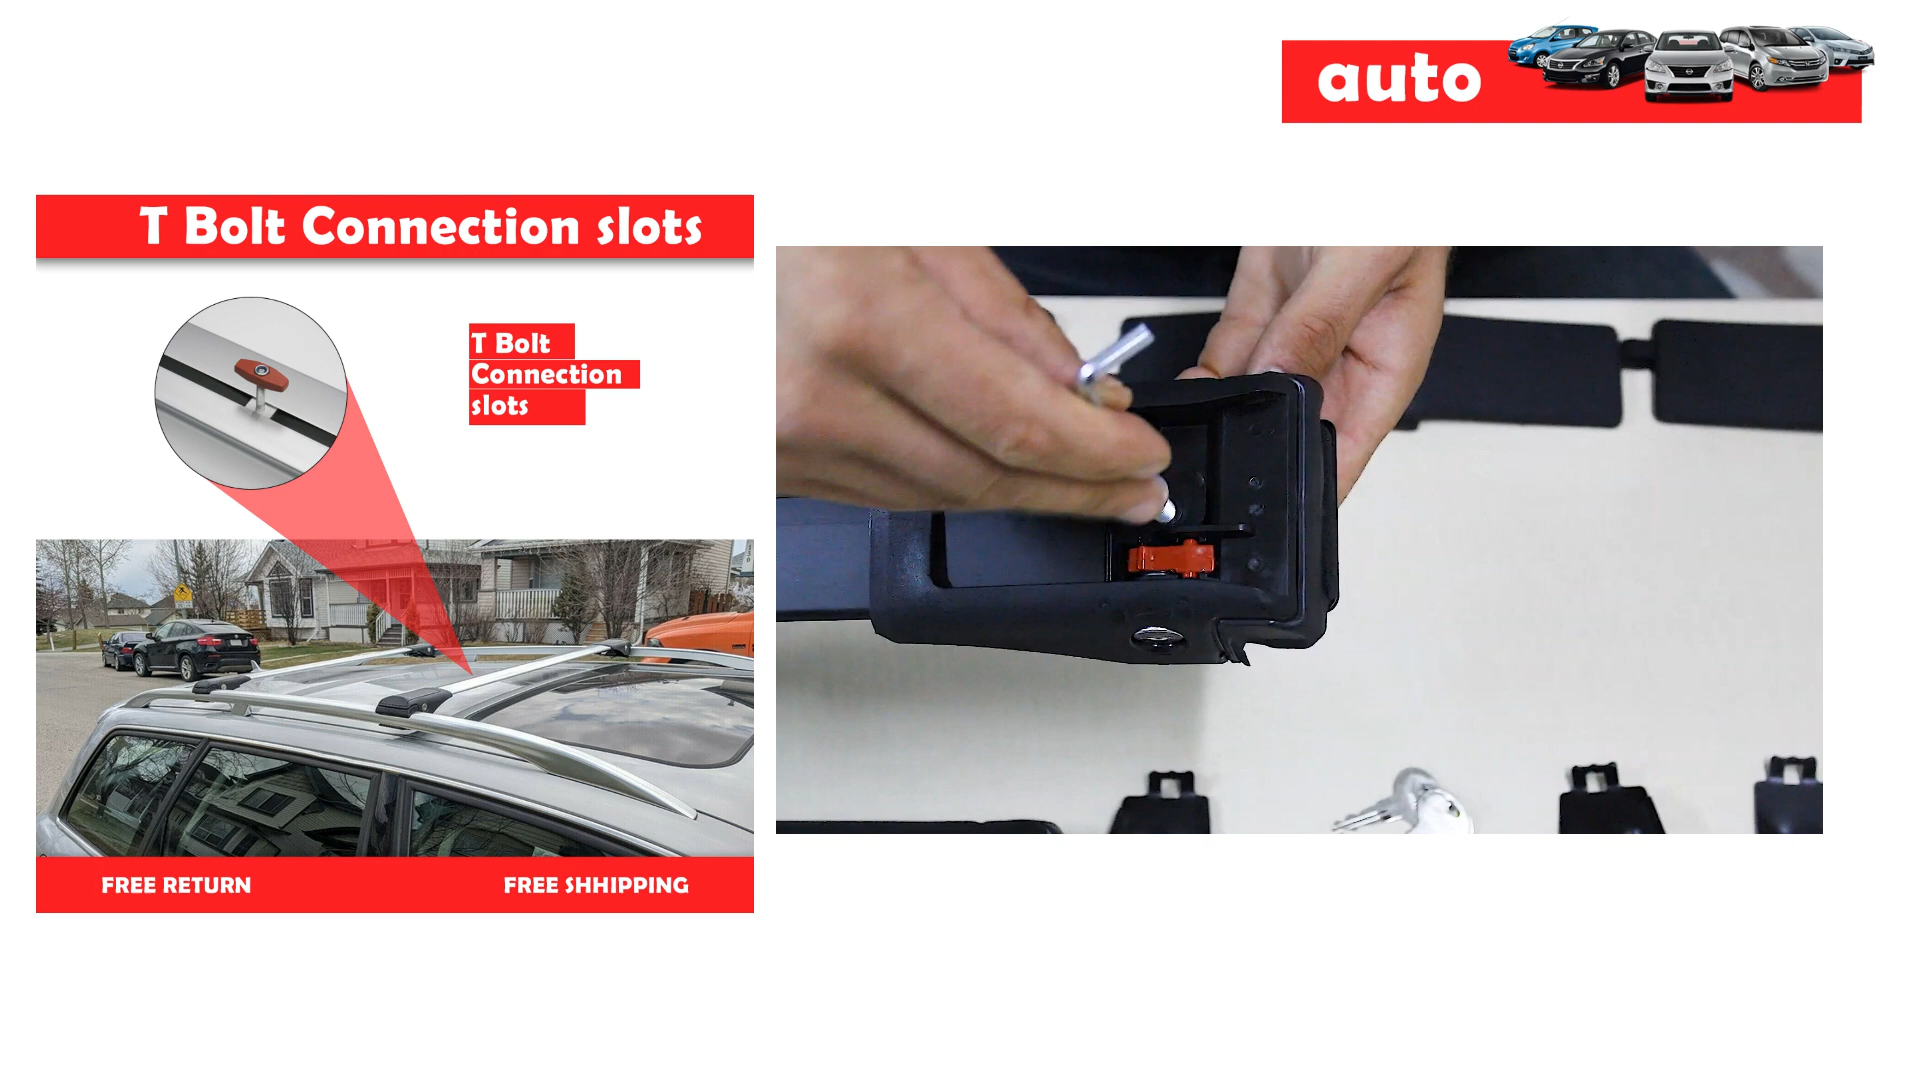 auto
T Bolt Connection slots
T Bolt
Connection
slots
FREE RETURN
FREE SHHIPPING